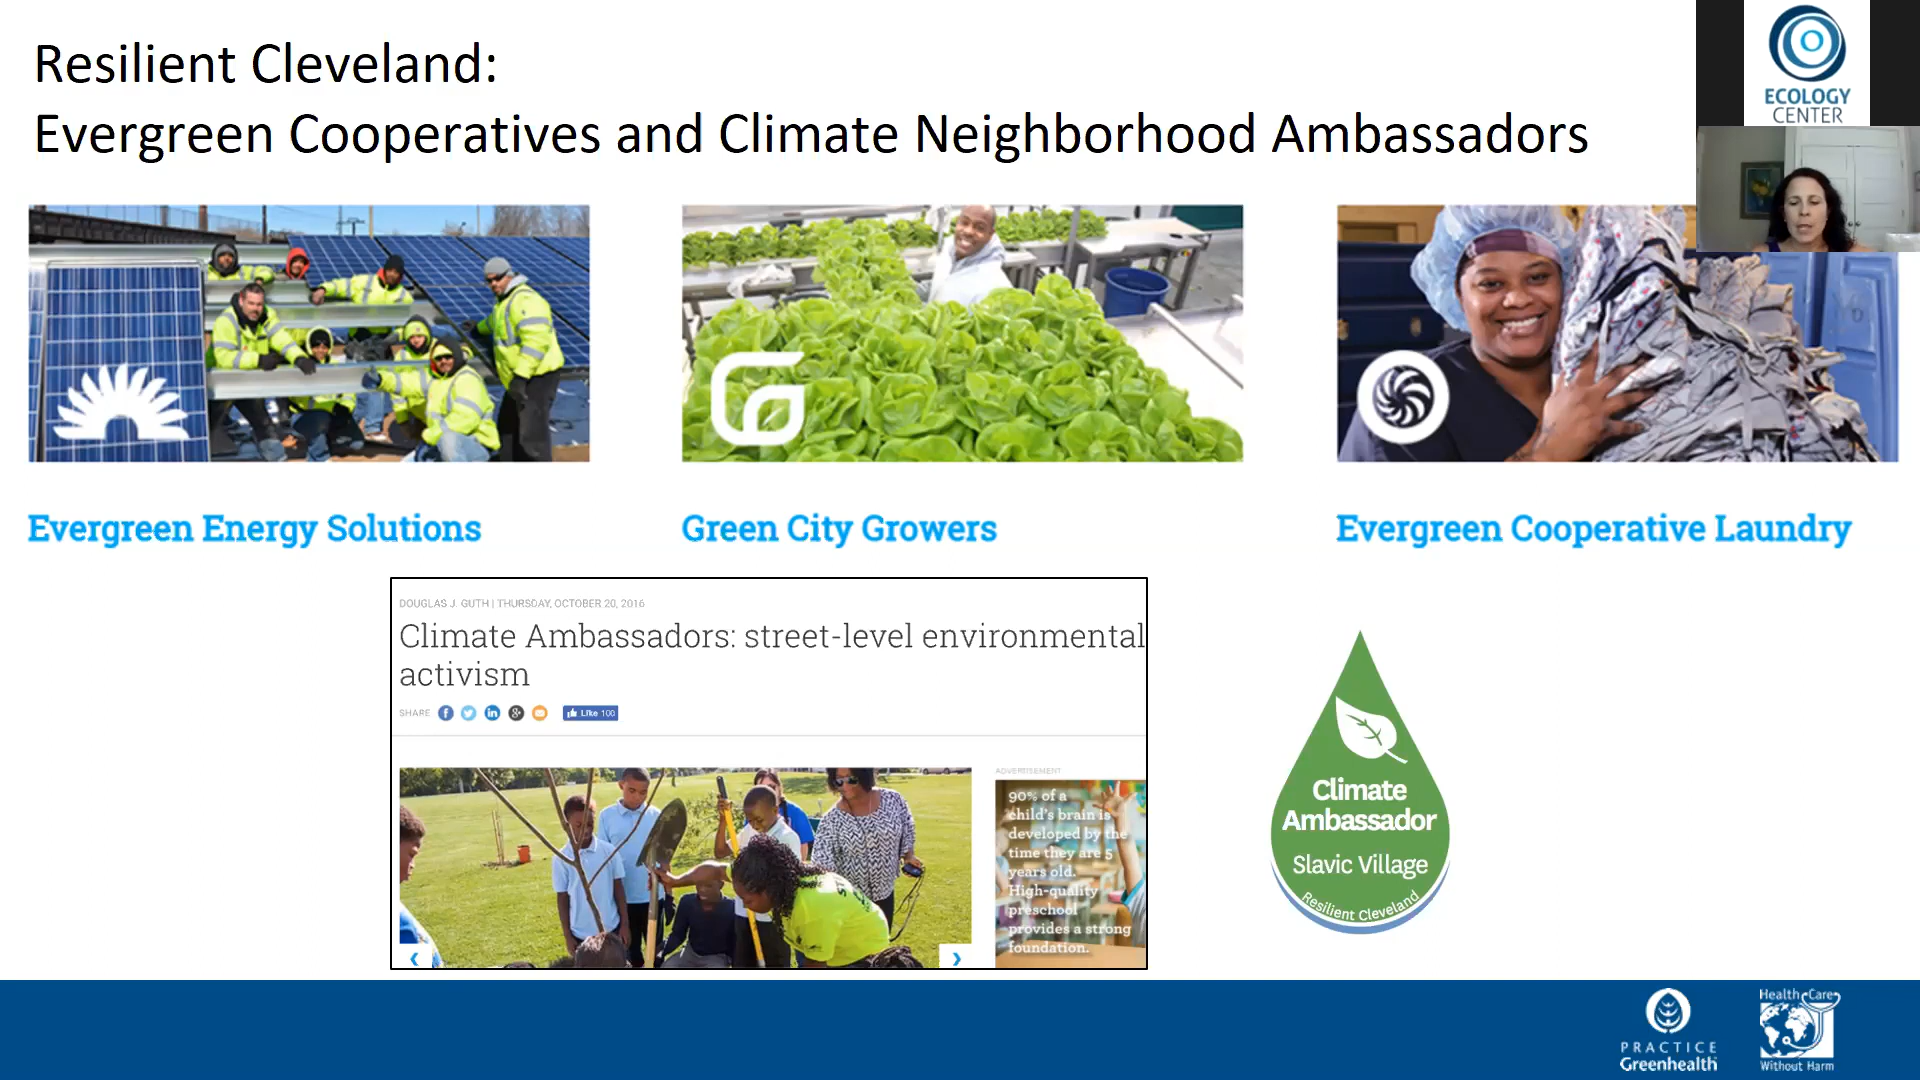 Resilient Cleveland:
Evergreen Cooperatives and Climate Neighborhood Ambassadors
ECOLOGY
CENTER
Evergreen Energy Solutions
Green City Growers
Evergreen Cooperative Laundry
DOUGLAS J. GUTH | THURSDAY, OCTOBER 20, 2016
Climate Ambassadors: street-level environmental
activism
SHARE
Like 100
ADVERTISEMENT
90% of a
child's brain is
developed by the
time they are 5
years old.
High-quality
preschool
provides a strong
foundation.
Climate
Ambassador
Slavic Village
Resilient Cleveland
PRACTICE
Greenhealth
Health Care
Without Harm